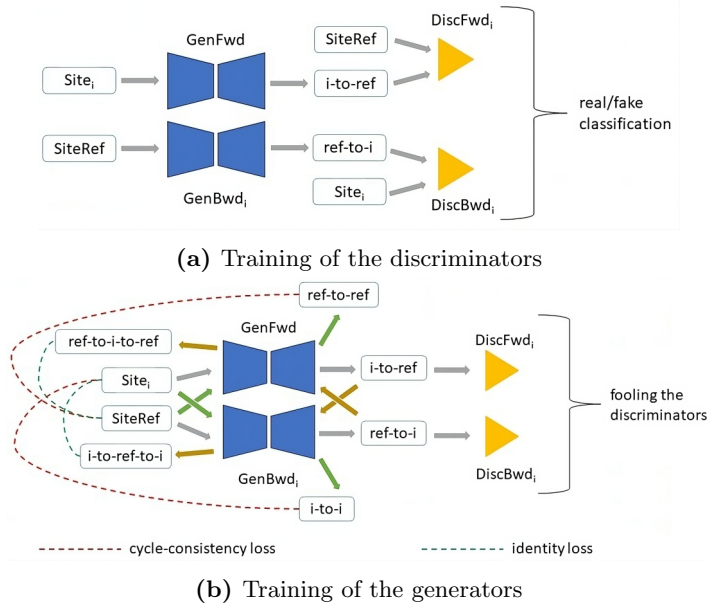 GenFwd
SiteRef
DiscFwdi
Sitei
i-to-ref
real/fake
classification
SiteRef
ref-to-i
Sitei
GenBwdi
DiscBwdi
(a) Training of the discriminators
ref-to-ref
GenFwd
DiscFwdi
ref-to-i-to-ref
Sitei
i-to-ref
fooling the
discriminators
SiteRef
ref-to-i
i-to-ref-to-i
GenBwdi
DiscBwdi
i-to-i
cycle-consistency loss
identity loss
(b) Training of the generators